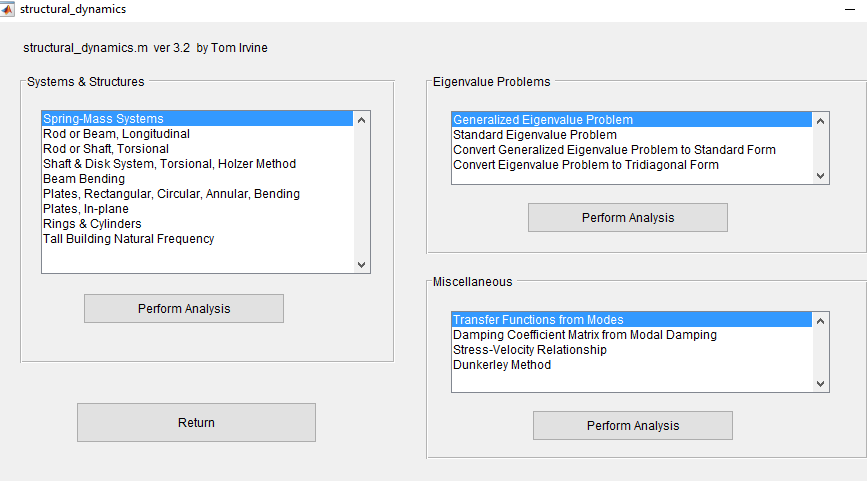 structural_dynamics
structural_dynamics.m ver 3.2 by Tom Irvine
Systems & Structures
Spring-Mass Systems
Rod or Beam, Longitudinal
Rod or Shaft, Torsional
Shaft & Disk System, Torsional, Holzer Method
Beam Bending
Plates, Rectangular, Circular, Annular, Bending
Plates, In-plane
Rings & Cylinders
Tall Building Natural Frequency
Perform Analysis
Return
Eigenvalue Problems
Generalized Eigenvalue Problem
Standard Eigenvalue Problem
Convert Generalized Eigenvalue Problem to Standard Form
Convert Eigenvalue Problem to Tridiagonal Form
Perform Analysis
Miscellaneous
Transfer Functions from Modes
Damping Coefficient Matrix from Modal Damping
Stress-Velocity Relationship
Dunkerley Method
Perform Analysis